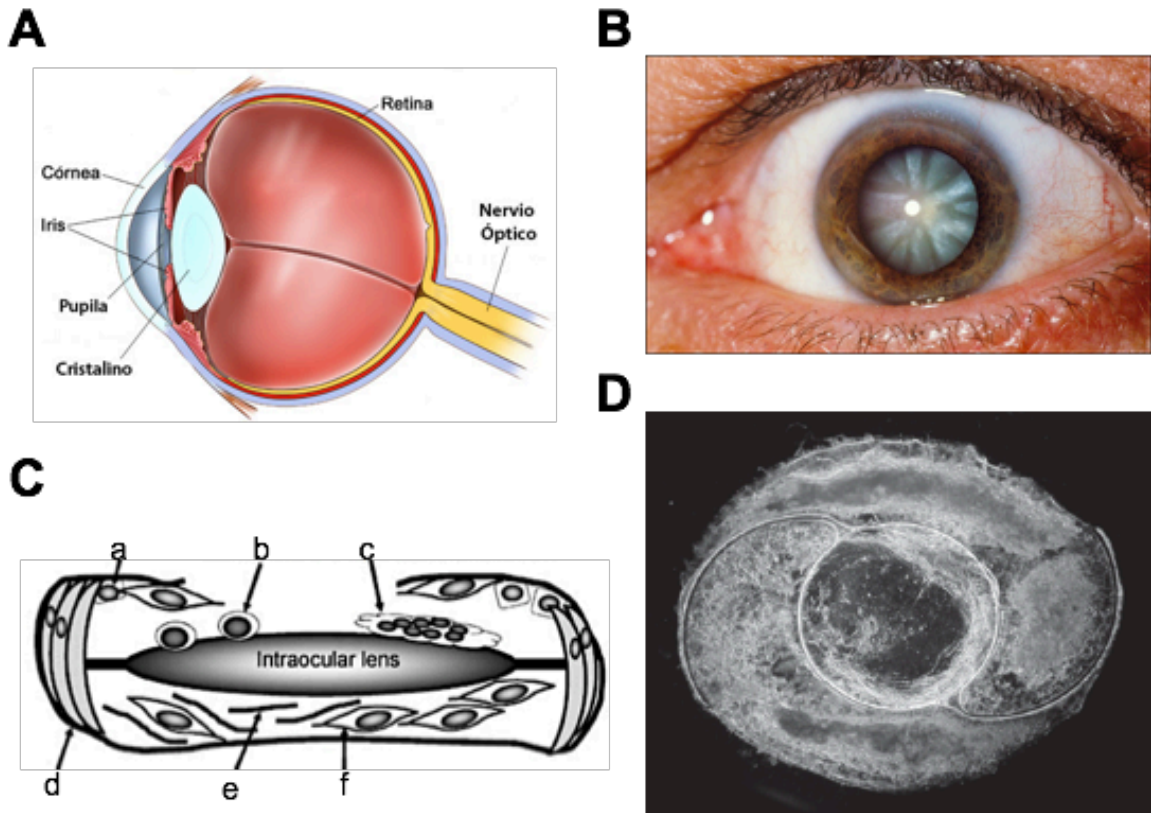 A
Retina
Córnea
Iris
Nervio
Óptico
Pupila
Cristalino
B
C
a
b
c
Intraocular lens
d
e
f
D